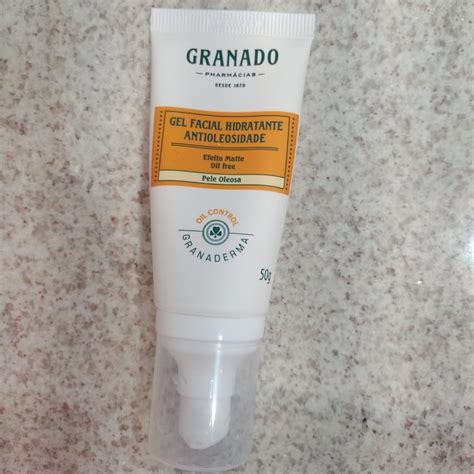 GRANADO
PHARMÁCIAS
DESDE 1870
GEL FACIAL HIDRATANTE
ANTIOLEOSIDADE
Efeito Matte
Oil free
Pele Oleosa
OIL CONTROL
GRANADERMA
50g